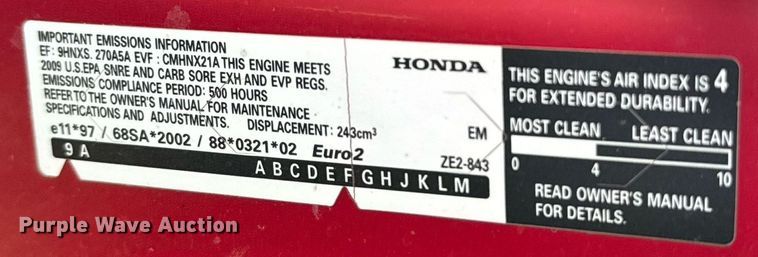 IMPORTANT EMISSIONS INFORMATION
EF: 9HNXS. 270A5A EVF : CMHNX21A THIS ENGINE MEETS
2009 U.S.EPA SNRE AND CARB SORE EXH AND EVP REGS.
EMISSIONS COMPLIANCE PERIOD: 500 HOURS
REFER TO THE OWNER'S MANUAL FOR MAINTENANCE
SPECIFICATIONS AND ADJUSTMENTS. DISPLACEMENT: 243cm³
e11*97 / 68SA*2002 / 88*0321*02 Euro2
9 A
A B C D E F G H J K L M
HONDA
EM
ZE2-843
THIS ENGINE'S AIR INDEX IS 4
FOR EXTENDED DURABILITY.
MOST CLEAN LEAST CLEAN
0 4 10
READ OWNER'S MANUAL
FOR DETAILS.
Purple Wave Auction